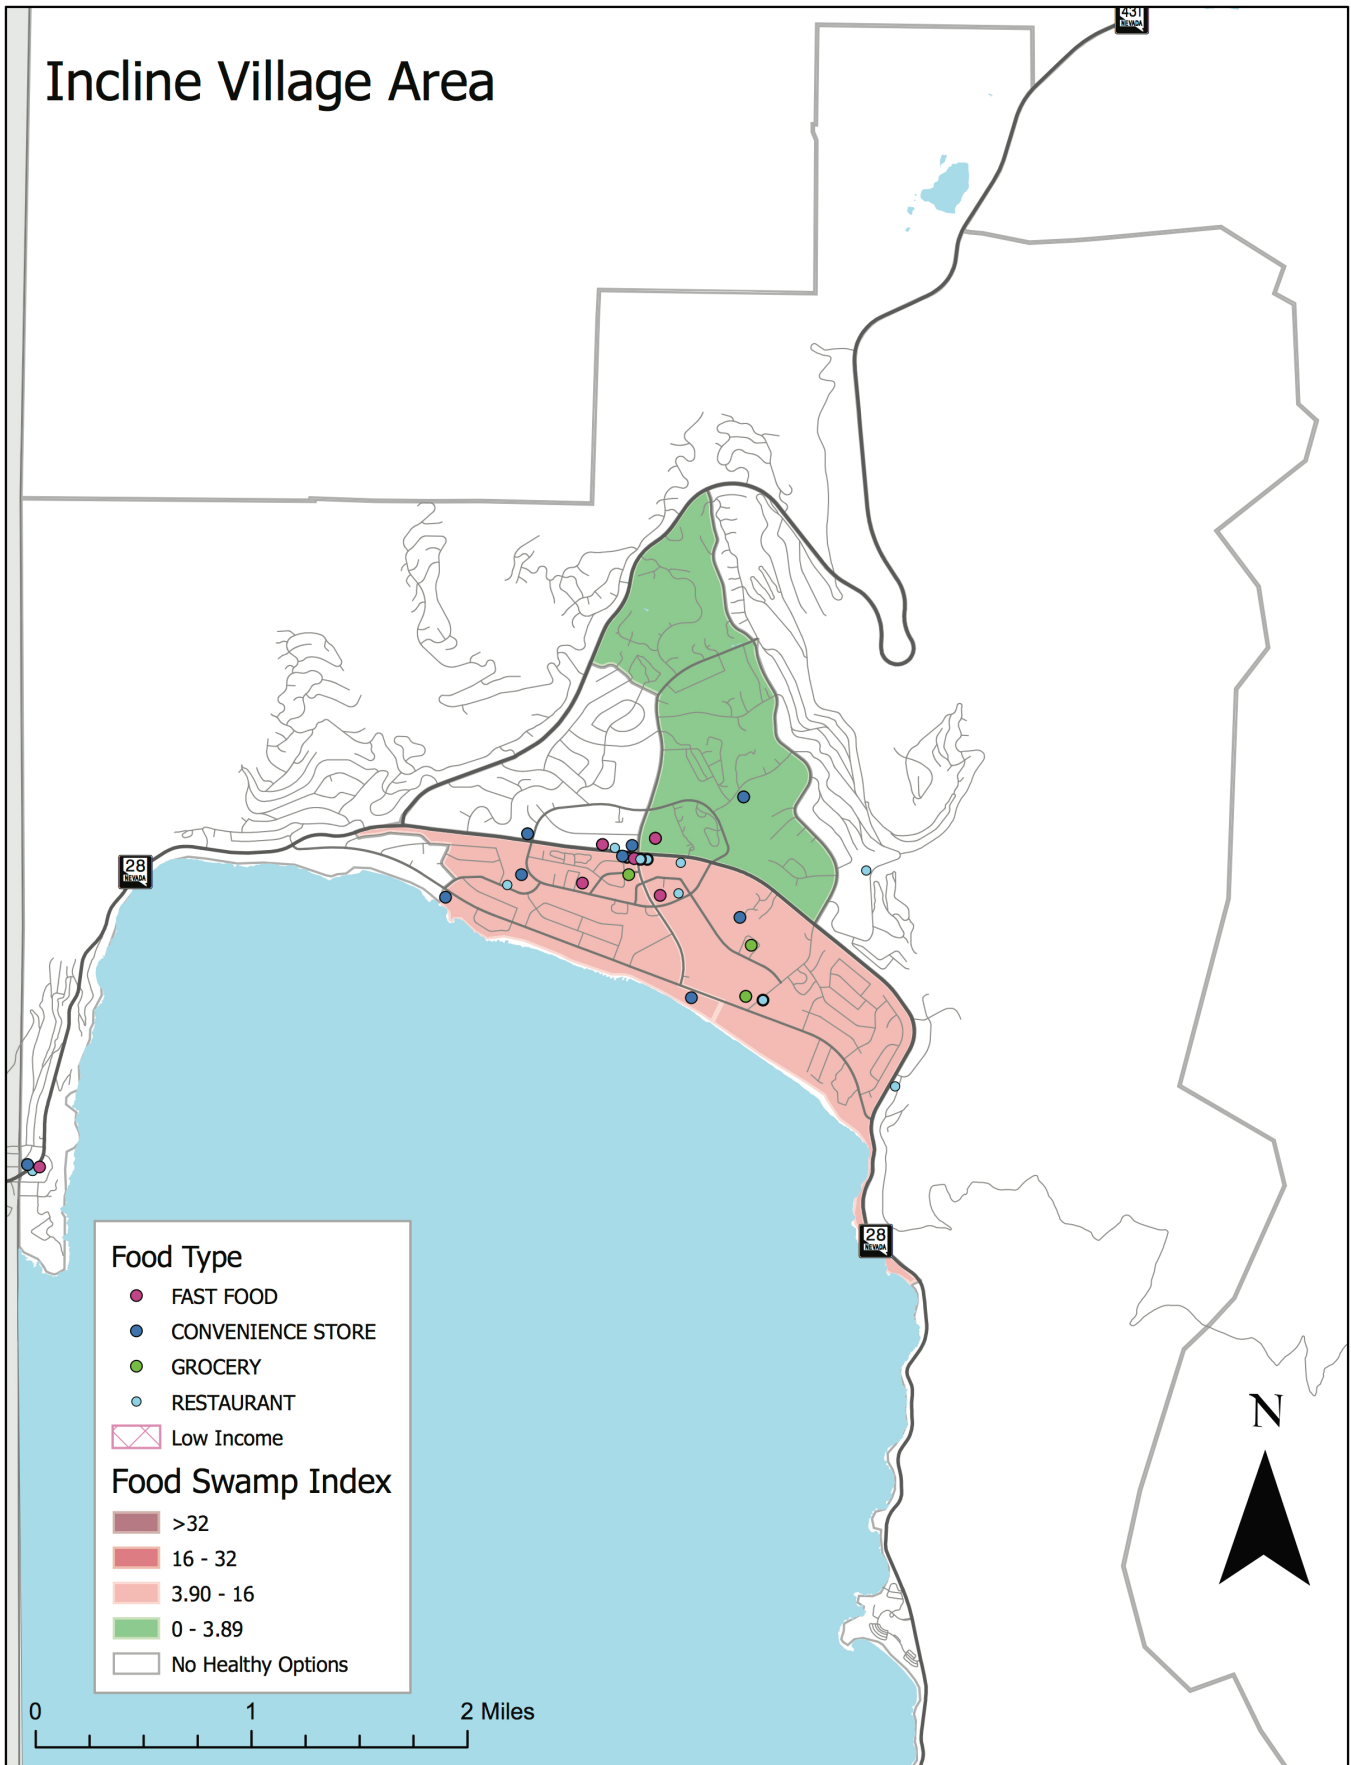 431
NEVADA
Incline Village Area
28
NEVADA
28
NEVADA
Food Type
FAST FOOD
CONVENIENCE STORE
GROCERY
RESTAURANT
Low Income
Food Swamp Index
>32
16 - 32
3.90 - 16
0 - 3.89
No Healthy Options
N
0 1 2 Miles